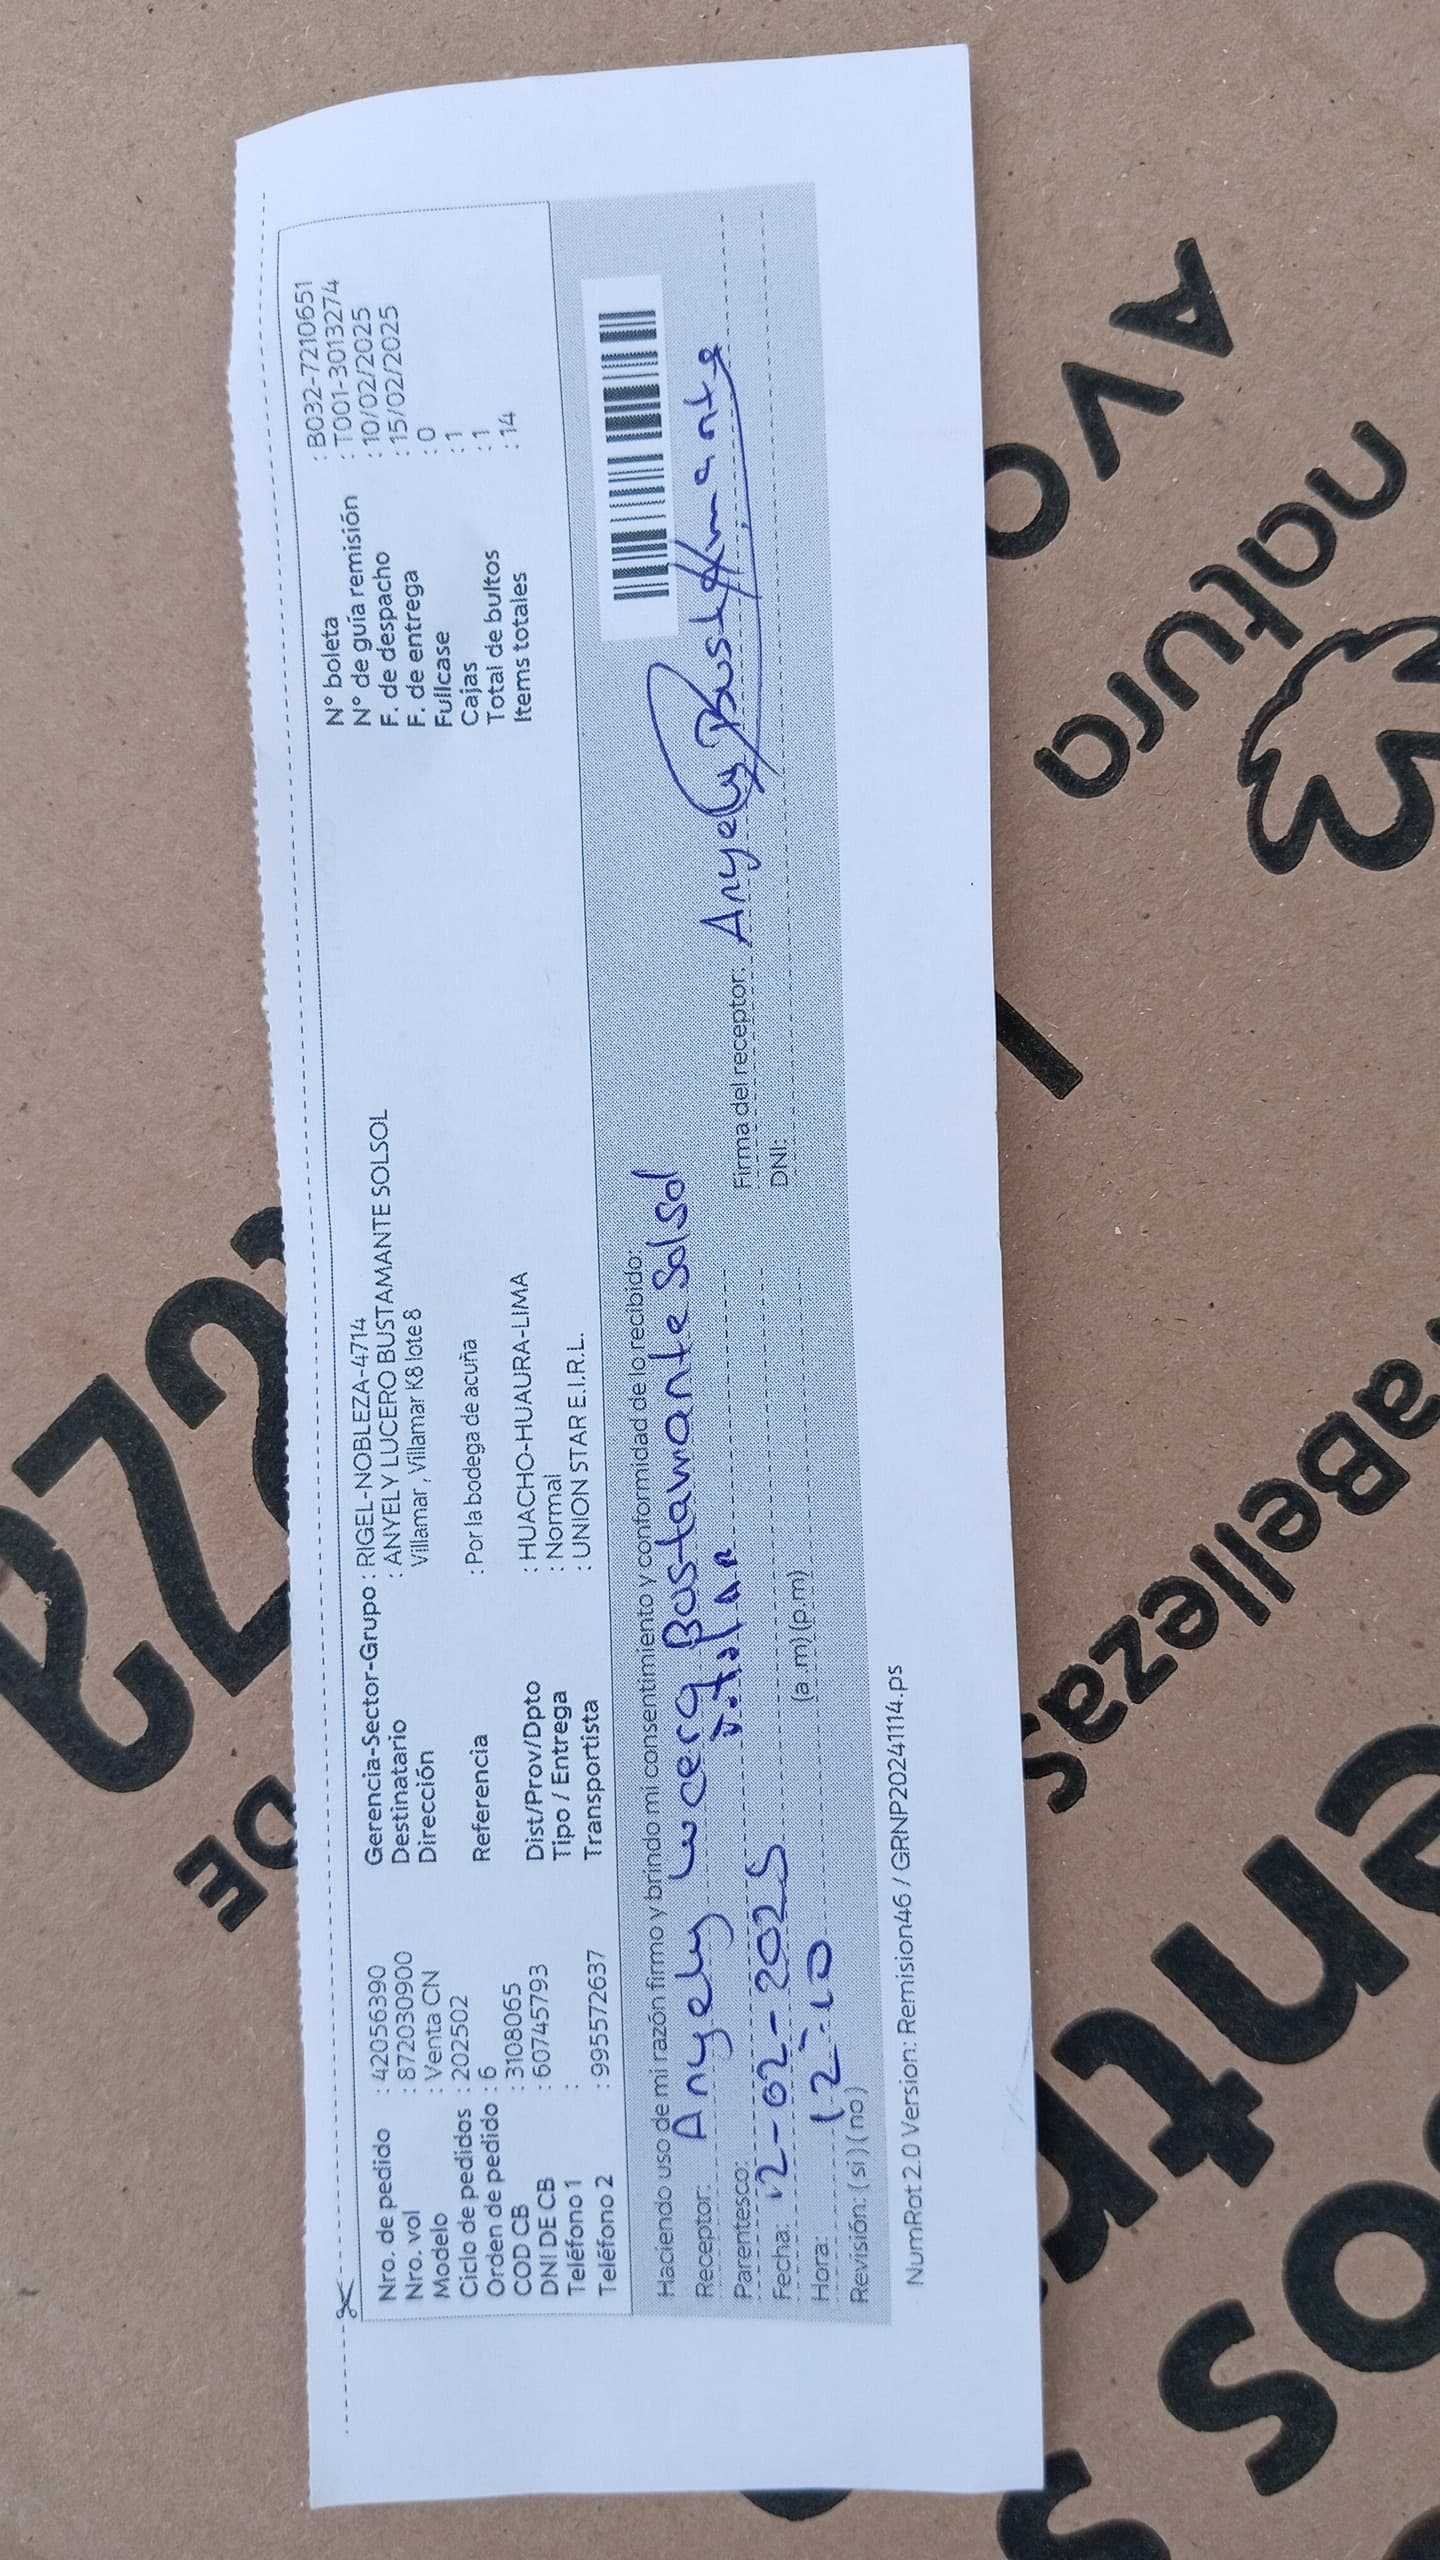 Nro. de pedido : 42056390
Nro. vol : 872030900
Modelo : Venta CN
Ciclo de pedidos : 202502
Orden de pedido : 6
COD CB : 3108065
DNI DE CB : 60745793
Teléfono 1 :
Teléfono 2 : 995572637
Gerencia-Sector-Grupo : RIGEL-NOBLEZA-4714
Destinatario : ANYELY LUCERO BUSTAMANTE SOLSOL
Dirección Villamar , Villamar K8 lote 8
Referencia : Por la bodega de acuña
Dist/Prov/Dpto : HUACHO-HUAURA-LIMA
Tipo / Entrega : Normal
Transportista : UNION STAR E.I.R.L.
N° boleta : B032-7210651
N° de guía remisión : T001-3013274
F. de despacho : 10/02/2025
F. de entrega : 15/02/2025
Fullcase : 0
Cajas : 1
Total de bultos : 1
Items totales : 14
Haciendo uso de mi razón firmo y brindo mi consentimiento y conformidad de lo recibido:
Receptor: Anyely Lucero Bustamante Solsol
Parentesco:
Fecha: 12-02-2025
Hora: 12:10 (a.m) (p.m)
Revisión: (si) (no)
Firma del receptor: Anyely Bustamante
DNI:
NumRot 2.0 Version: Remision46 / GRNP20241114.ps
DE
AVO
natura
Bellezas